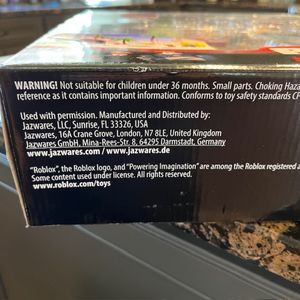 WARNING! Not suitable for children under 36 months. Small parts. Choking Haza
reference as it contains important information. Conforms to toy safety standards CF
Used with permission. Manufactured and Distributed by:
Jazwares, LLC, Sunrise, FL 33326, USA
Jazwares, 16A Crane Grove, London, N7 8LE, United Kingdom
Jazwares GmbH, Mina-Rees-Str. 8, 64295 Darmstadt, Germany
www.jazwares.com / www.jazwares.de
"Roblox", the Roblox logo, and "Powering Imagination" are among the Roblox registered a
Some content used under license. All rights reserved.
www.roblox.com/toys